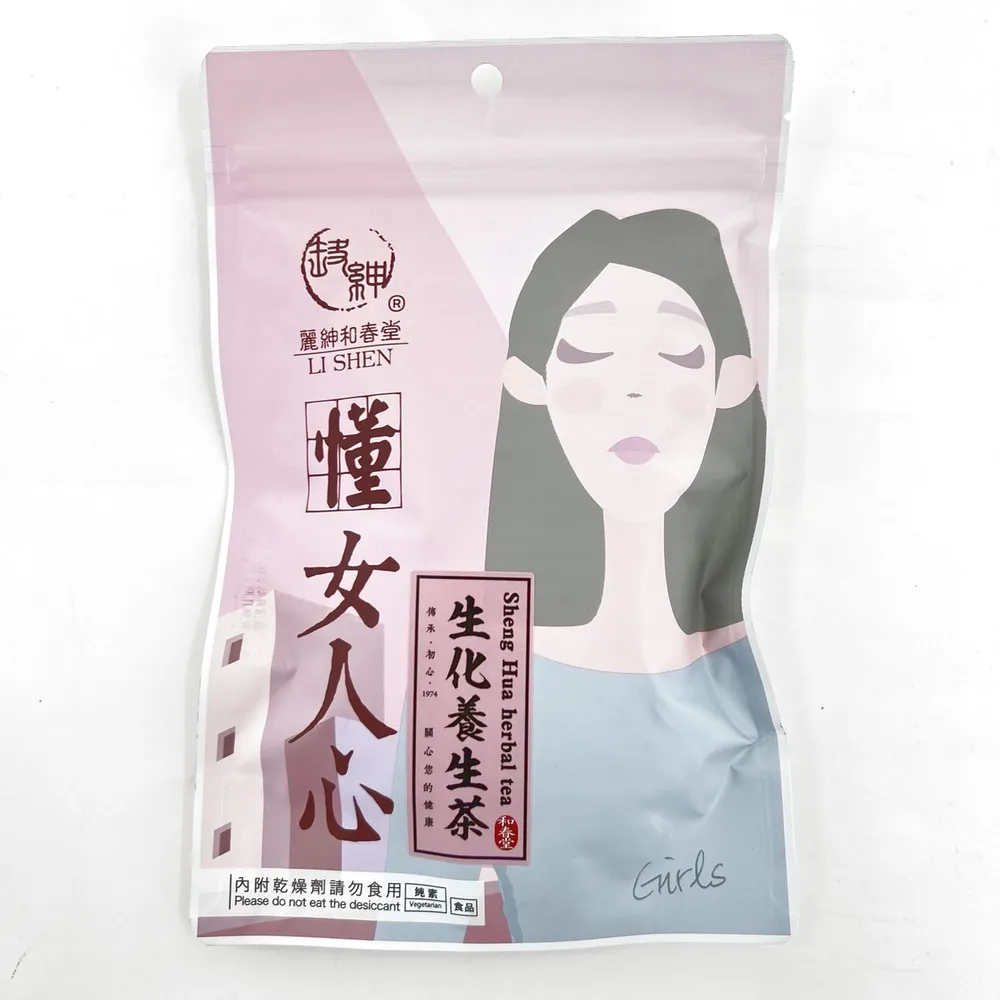 紳®
麗紳和春堂
LI SHEN
懂女人心
Sheng Hua herbal tea
和春堂
生化養生茶
傳承·初心·1974 關心您的健康
內附乾燥劑請勿食用
Please do not eat the desiccant
純素
Vegetarian
食品
Girls